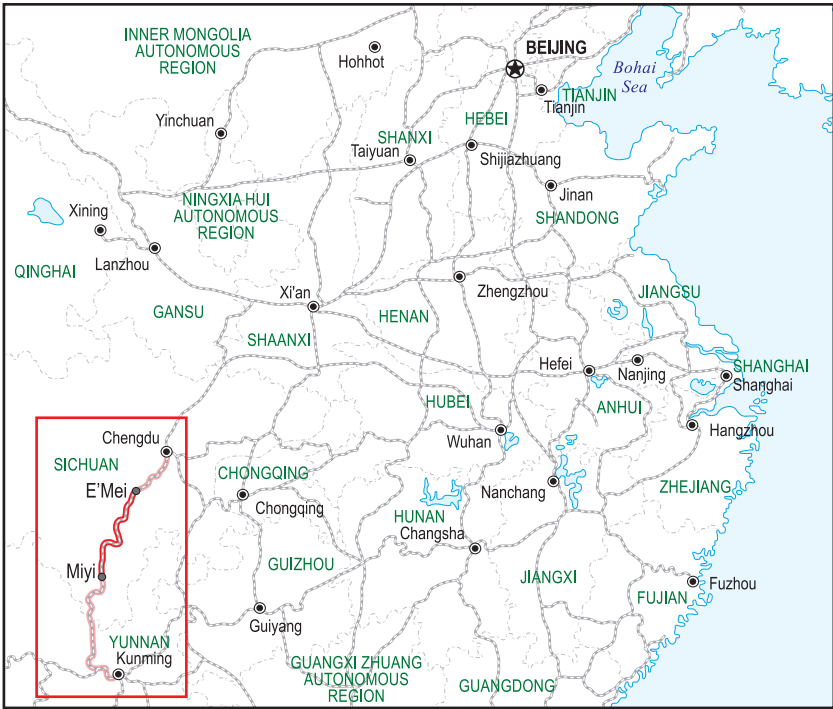 INNER MONGOLIA
AUTONOMOUS
REGION
Hohhot
BEIJING
Bohai
Sea
TIANJIN
Tianjin
Yinchuan
HEBEI
SHANXI
Taiyuan
Shijiazhuang
Jinan
NINGXIA HUI
AUTONOMOUS
REGION
Xining
SHANDONG
QINGHAI
Lanzhou
Xi'an
Zhengzhou
JIANGSU
GANSU
HENAN
SHAANXI
Hefei
Nanjing
SHANGHAI
Shanghai
HUBEI
ANHUI
Hangzhou
Chengdu
Wuhan
SICHUAN
CHONGQING
E'Mei
Nanchang
ZHEJIANG
Chongqing
HUNAN
Changsha
Miyi
GUIZHOU
JIANGXI
Fuzhou
FUJIAN
Guiyang
YUNNAN
Kunming
GUANGXI ZHUANG
AUTONOMOUS
REGION
GUANGDONG